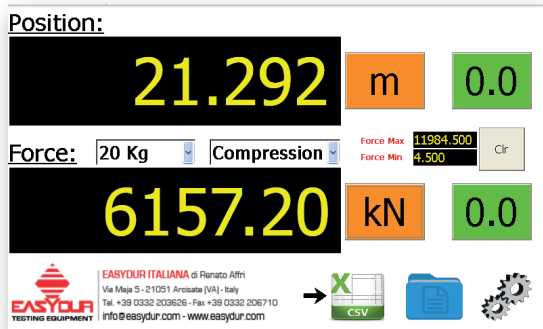 Position:
21.292 m 0.0
Force: 20 Kg Compression Force Max 11984.500 Clr
Force Min 4.500
6157.20 kN 0.0
EASYDUR
TESTING EQUIPMENT
EASYDUR ITALIANA di Renato Affri
Via Maja 5 - 21051 Arcisate (VA) - Italy
Tel. +39 0332 203626 - Fax +39 0332 206710
info@easydur.com - www.easydur.com
X
CSV